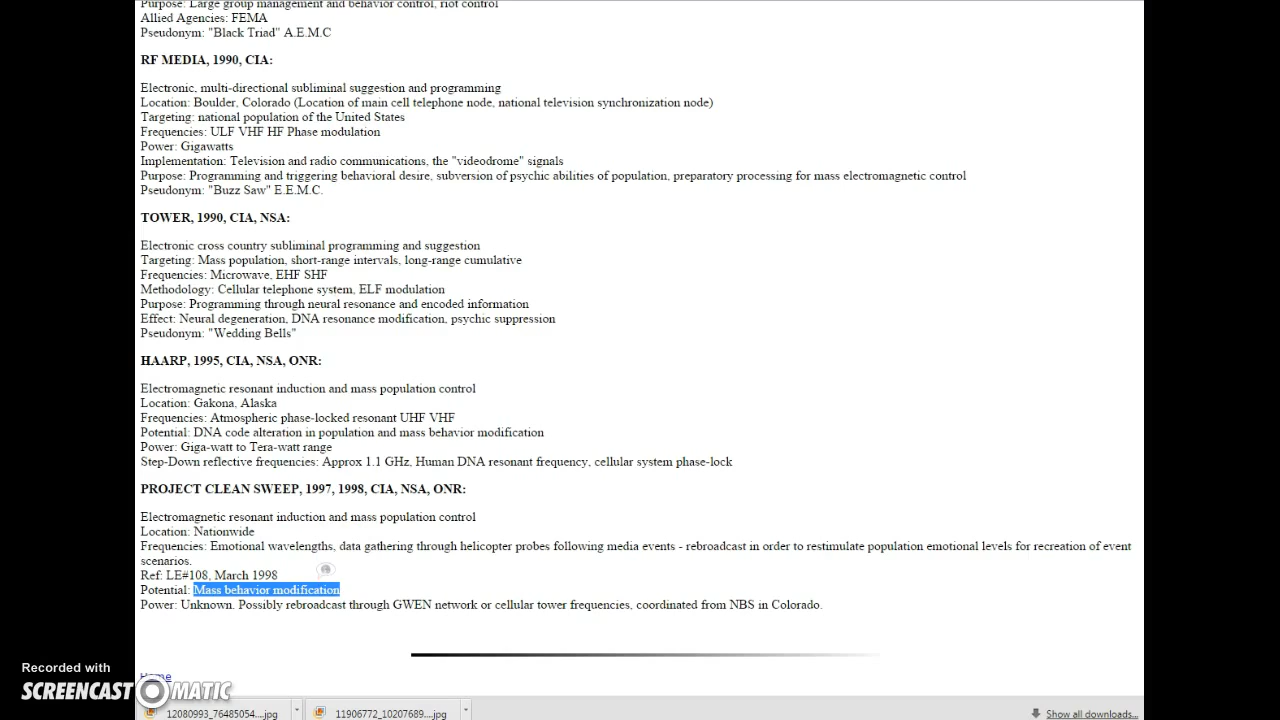 Purpose: Large group management and behavior control, riot control
Allied Agencies: FEMA
Pseudonym: "Black Triad" A.E.M.C
RF MEDIA, 1990, CIA:
Electronic, multi-directional subliminal suggestion and programming
Location: Boulder, Colorado (Location of main cell telephone node, national television synchronization node)
Targeting: national population of the United States
Frequencies: ULF VHF HF Phase modulation
Power: Gigawatts
Implementation: Television and radio communications, the "videodrome" signals
Purpose: Programming and triggering behavioral desire, subversion of psychic abilities of population, preparatory processing for mass electromagnetic control
Pseudonym: "Buzz Saw" E.E.M.C.
TOWER, 1990, CIA, NSA:
Electronic cross country subliminal programming and suggestion
Targeting: Mass population, short-range intervals, long-range cumulative
Frequencies: Microwave, EHF SHF
Methodology: Cellular telephone system, ELF modulation
Purpose: Programming through neural resonance and encoded information
Effect: Neural degeneration, DNA resonance modification, psychic suppression
Pseudonym: "Wedding Bells"
HAARP, 1995, CIA, NSA, ONR:
Electromagnetic resonant induction and mass population control
Location: Gakona, Alaska
Frequencies: Atmospheric phase-locked resonant UHF VHF
Potential: DNA code alteration in population and mass behavior modification
Power: Giga-watt to Tera-watt range
Step-Down reflective frequencies: Approx 1.1 GHz, Human DNA resonant frequency, cellular system phase-lock
PROJECT CLEAN SWEEP, 1997, 1998, CIA, NSA, ONR:
Electromagnetic resonant induction and mass population control
Location: Nationwide
Frequencies: Emotional wavelengths, data gathering through helicopter probes following media events - rebroadcast in order to restimulate population emotional levels for recreation of event
scenarios.
Ref: LE#108, March 1998
Potential: Mass behavior modification
Power: Unknown. Possibly rebroadcast through GWEN network or cellular tower frequencies, coordinated from NBS in Colorado.
Home
Recorded with
SCREENCAST O MATIC
12080993_76485054....jpg
11906772_10207689....jpg
Show all downloads...